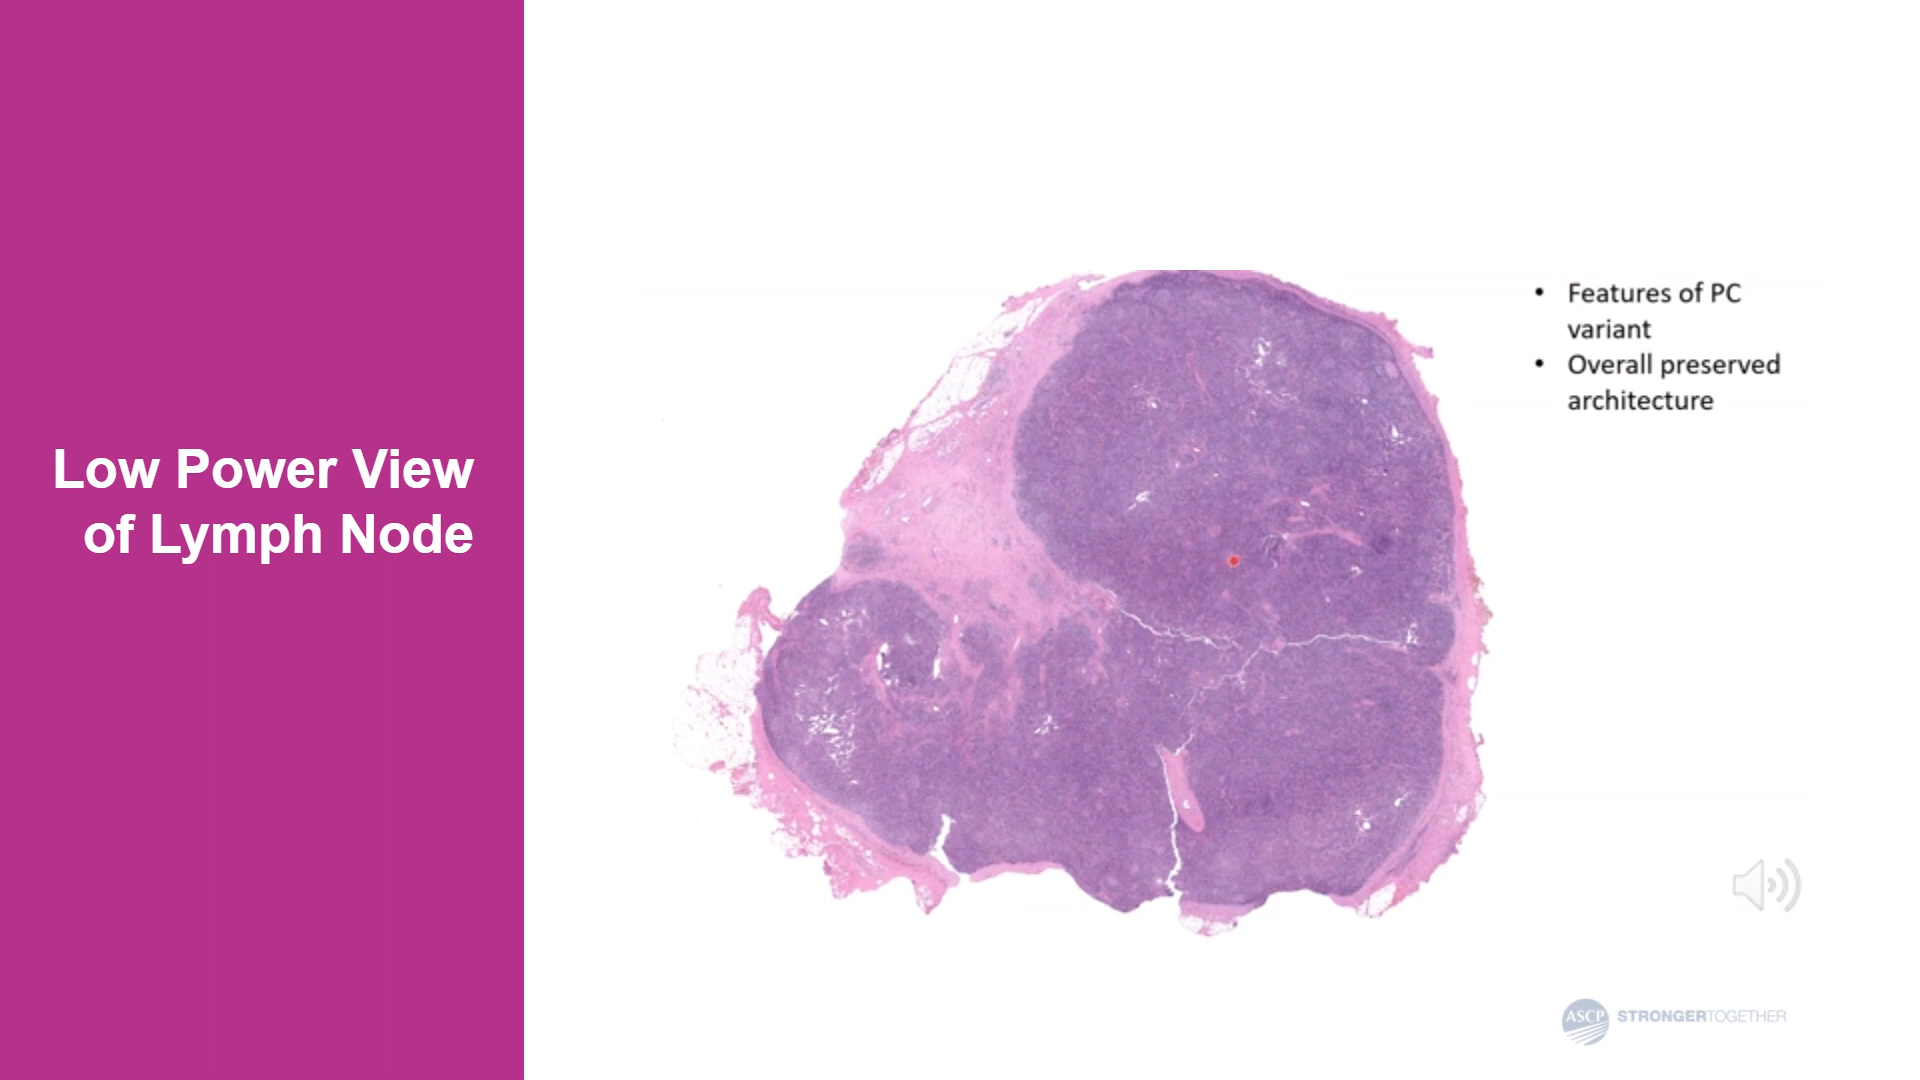 Low Power View
of Lymph Node
• Features of PC
variant
• Overall preserved
architecture
ASCP STRONGERTOGETHER